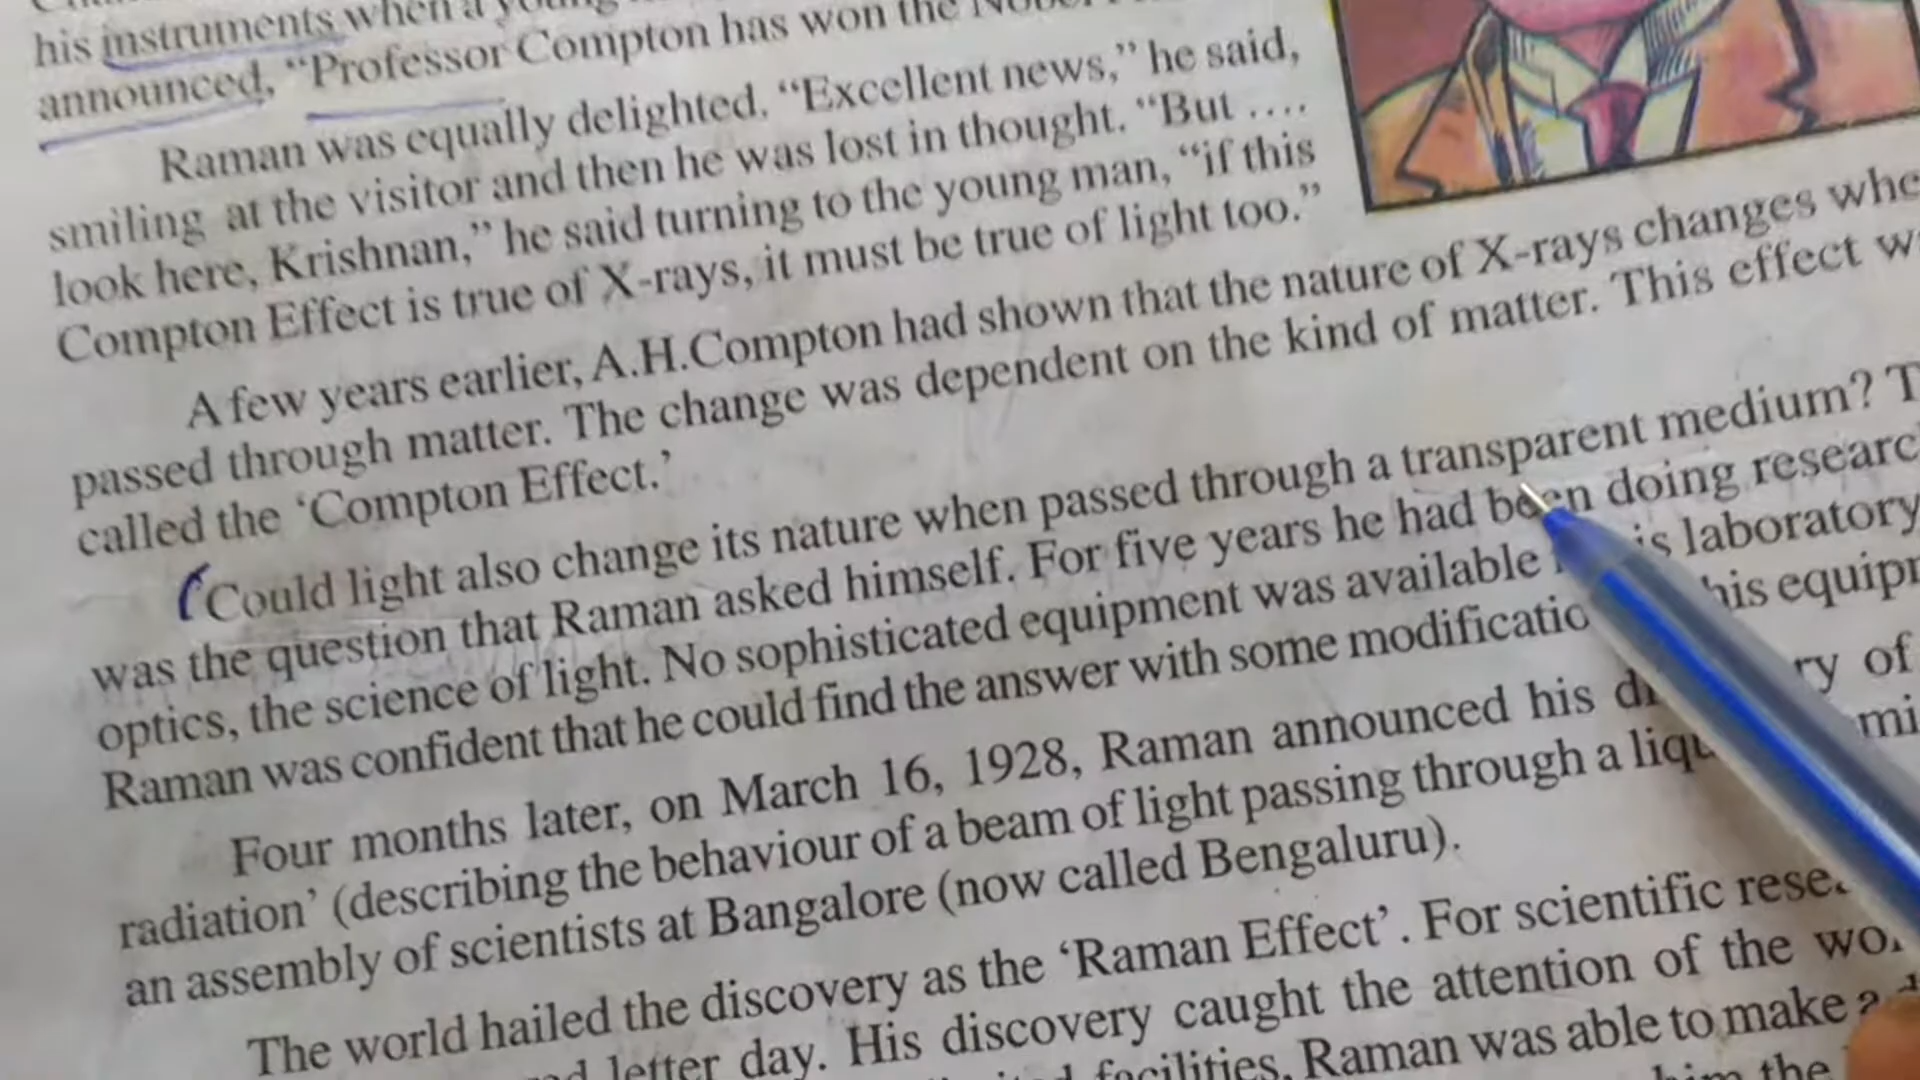 his instruments when a
announced, “Professor Compton has won the
Raman was equally delighted. “Excellent news,” he said,
smiling at the visitor and then he was lost in thought. “But ....
look here, Krishnan,” he said turning to the young man, “if this
Compton Effect is true of X-rays, it must be true of light too.”
A few years earlier, A.H.Compton had shown that the nature of X-rays changes
passed through matter. The change was dependent on the kind of matter. This effect
called the ‘Compton Effect.’
Could light also change its nature when passed through a transparent medium?
was the question that Raman asked himself. For five years he had been doing
optics, the science of light. No sophisticated equipment was available laboratory
Raman was confident that he could find the answer with some
Four months later, on March 16, 1928, Raman announced his of
radiation’ (describing the behaviour of a beam of light passing through a
an assembly of scientists at Bangalore (now called Bengaluru).
The world hailed the discovery as the ‘Raman Effect’. For scientific
letter day. His discovery caught the attention of the
facilities, Raman was able to make
the